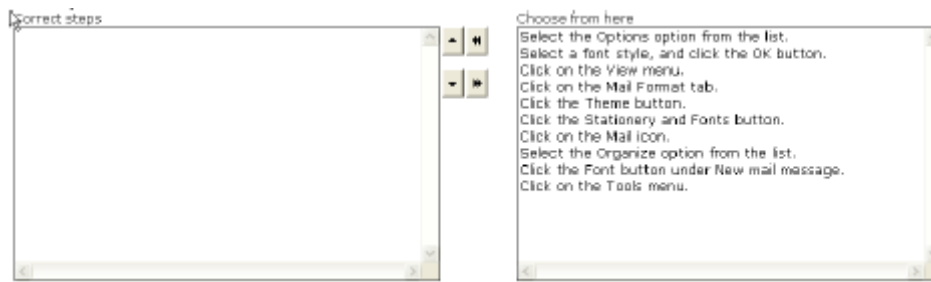 Correct steps
Choose from here
Select the Options option from the list.
Select a font style, and click the OK button.
Click on the View menu.
Click on the Mail Format tab.
Click the Theme button.
Click the Stationery and Fonts button.
Click on the Mail icon.
Select the Organize option from the list.
Click the Font button under New mail message.
Click on the Tools menu.